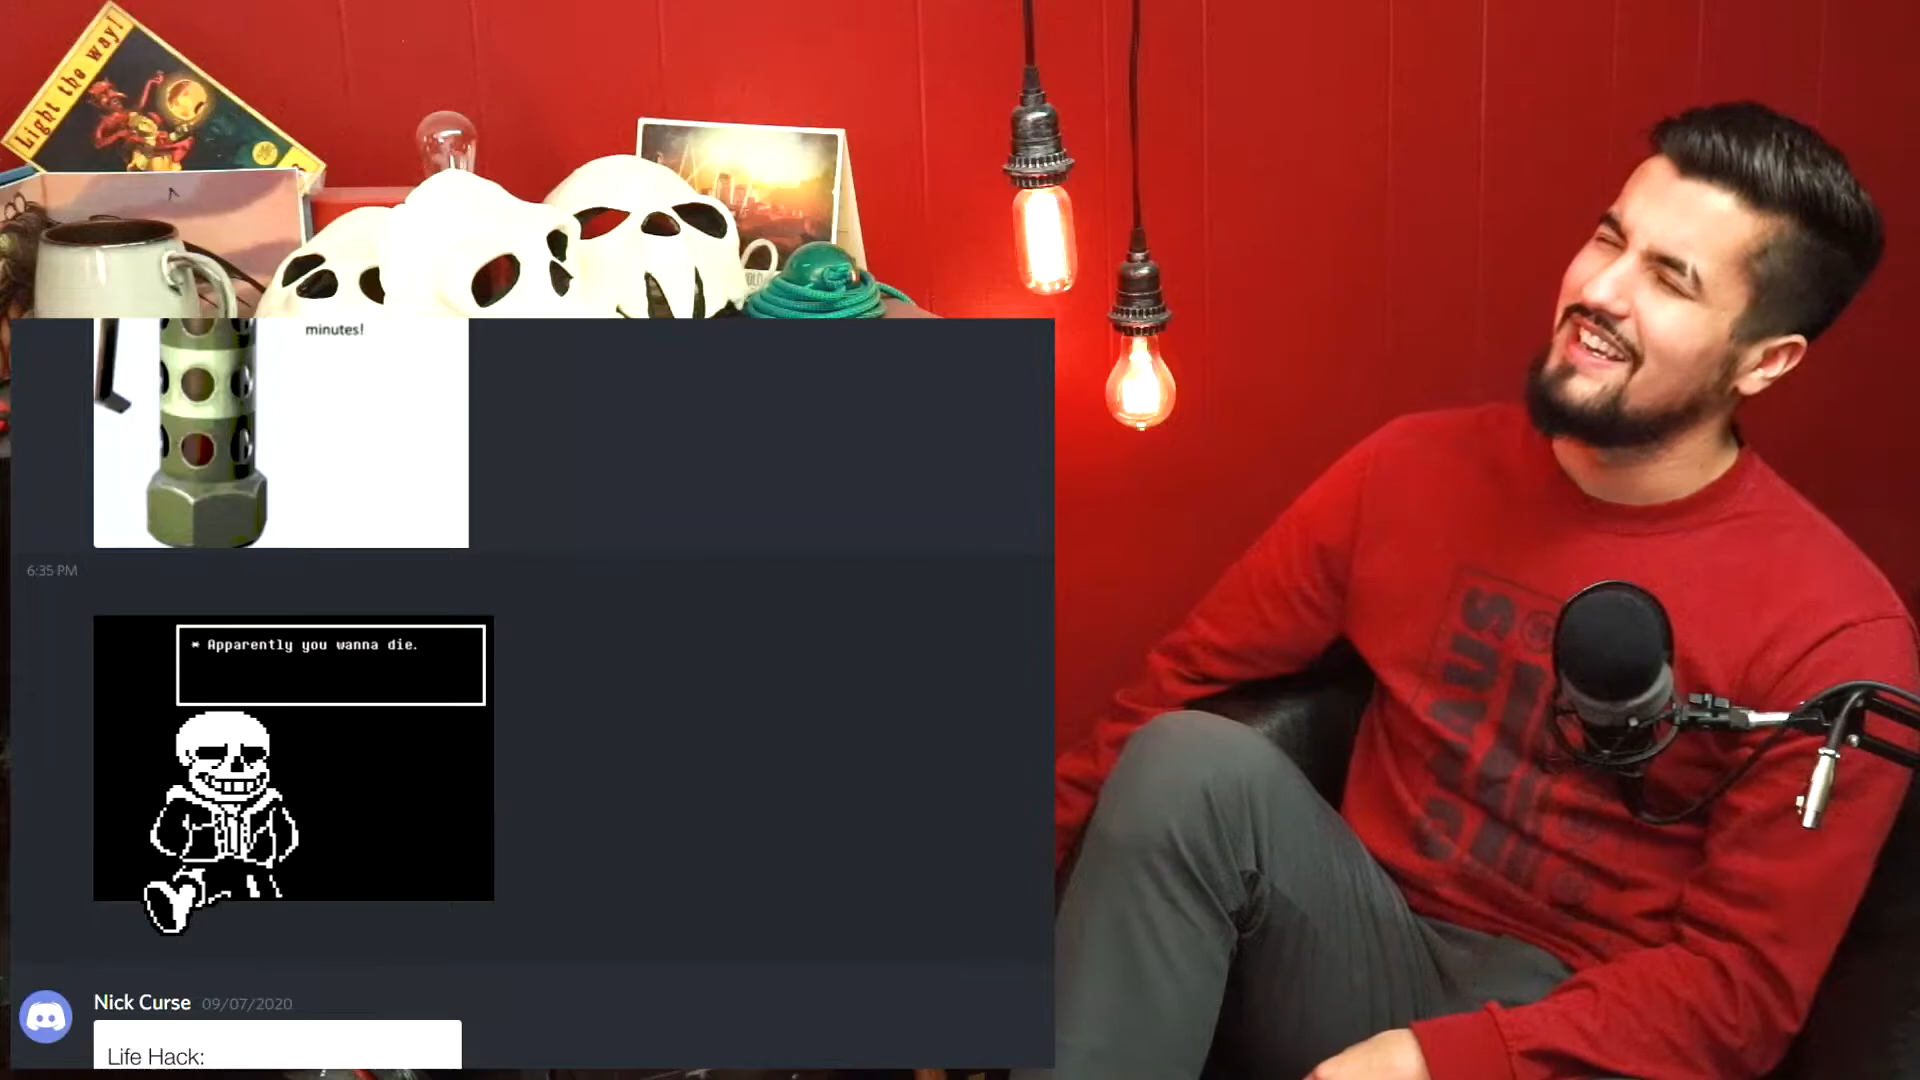 Light the way!
minutes!
6:35 PM
* Apparently you wanna die.
Nick Curse 09/07/2020
Life Hack: